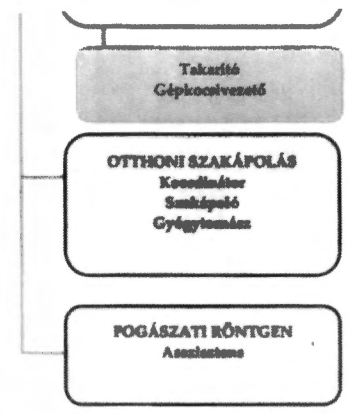 Takarító
Gépkocsivezető
OTTHONI SZAKÁPOLÁS
Koordinátor
Szakápoló
Gyógytornász
FOGÁSZATI RÖNTGEN
Asszisztens